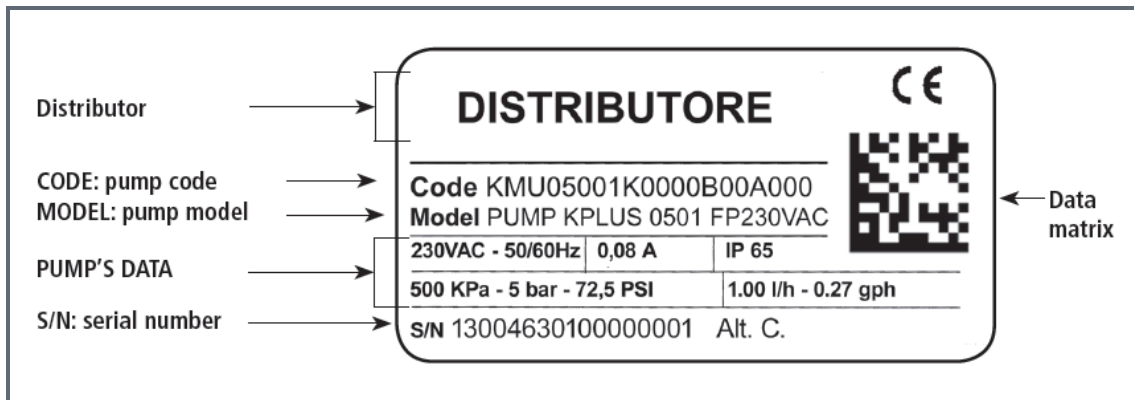 Distributor
DISTRIBUTORE
CE
CODE: pump code
Code KMU05001K0000B00A000
MODEL: pump model
Model PUMP KPLUS 0501 FP230VAC
Data
matrix
PUMP'S DATA
230VAC - 50/60Hz 0,08 A IP 65
500 KPa - 5 bar - 72,5 PSI 1.00 l/h - 0.27 gph
S/N: serial number
S/N 13004630100000001 Alt. C.